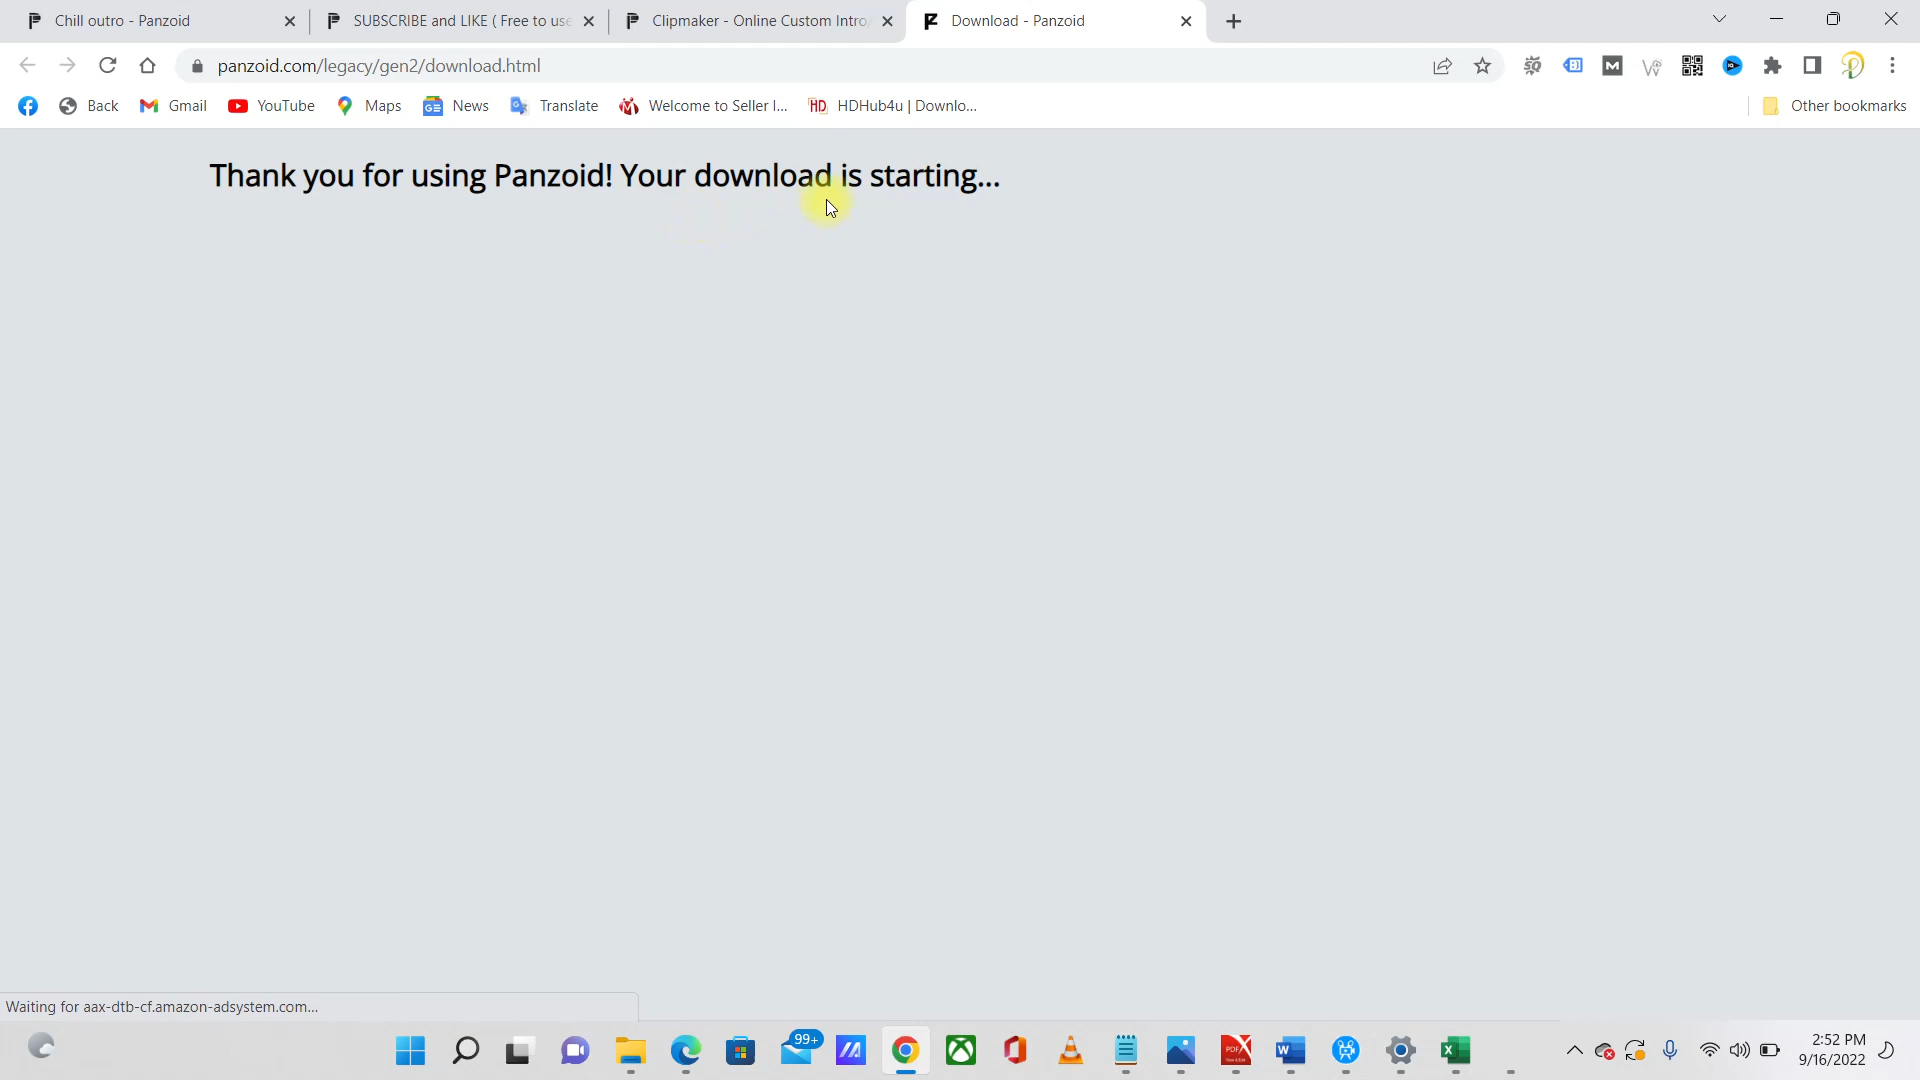 Chill outro - Panzoid
SUBSCRIBE and LIKE ( Free to use
Clipmaker - Online Custom Intro/
Download - Panzoid
panzoid.com/legacy/gen2/download.html
Back
Gmail
YouTube
Maps
News
Translate
Welcome to Seller I...
HD
HDHub4u | Downlo...
Other bookmarks
Thank you for using Panzoid! Your download is starting...
Waiting for aax-dtb-cf.amazon-adsystem.com...
99+
2:52 PM
9/16/2022